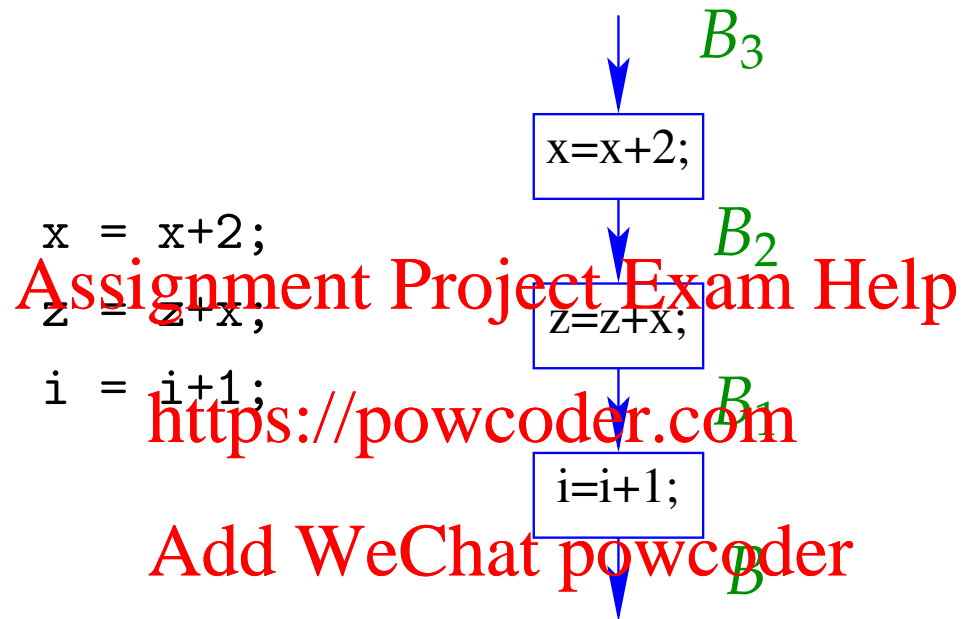 B3
x=x+2;
x = x+2;
B2
Assignment Project Exam Help
z = z+x;
z=z+x;
i = i+1;
B1
https://powcoder.com
i=i+1;
Add WeChat powcoder
B